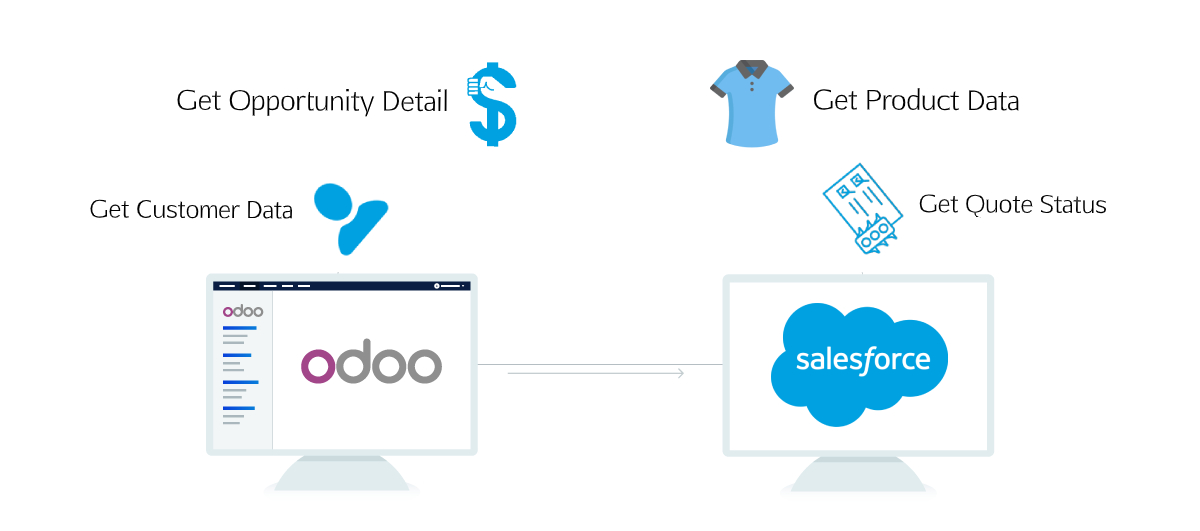 Get Opportunity Detail
Get Product Data
Get Customer Data
Get Quote Status
odoo
odoo
salesforce